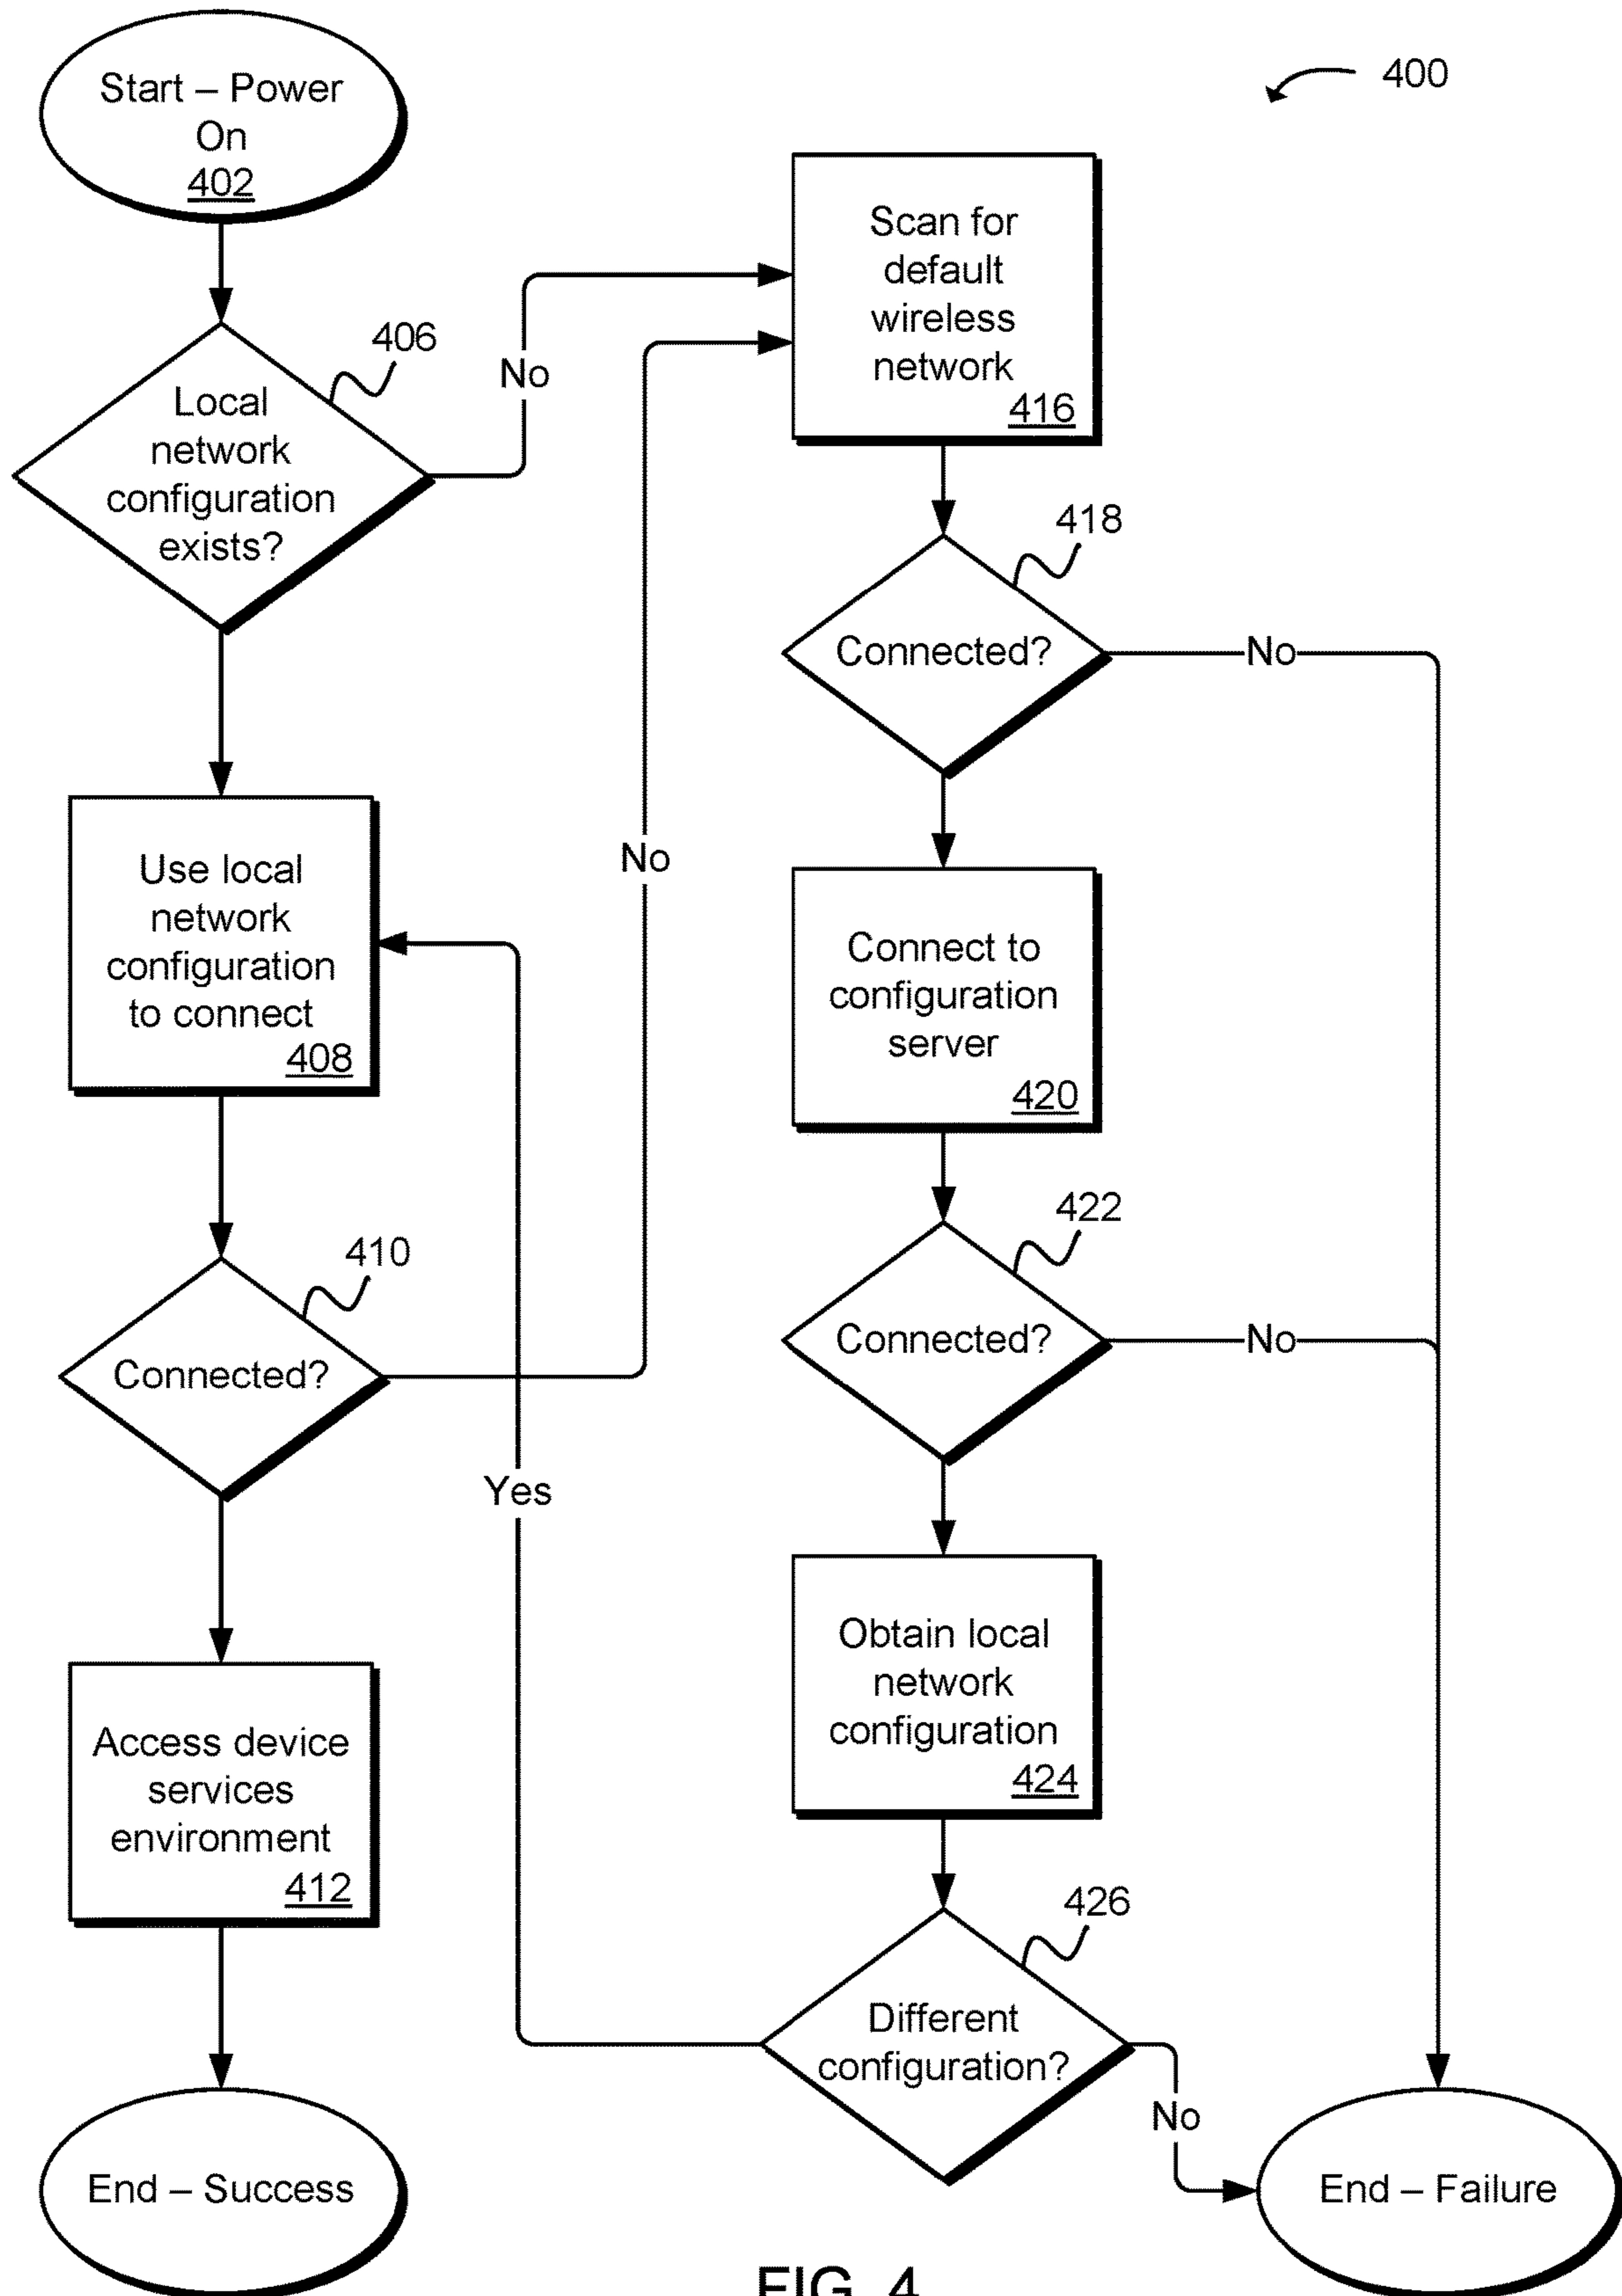 400
Start – Power
On
402
406
Local
network
configuration
exists?
No
Use local
network
configuration
to connect
408
No
410
Connected?
Yes
Access device
services
environment
412
End – Success
Scan for
default
wireless
network
416
418
Connected?
No
Connect to
configuration
server
420
422
Connected?
No
Obtain local
network
configuration
424
426
Different
configuration?
No
End – Failure
FIG. 4